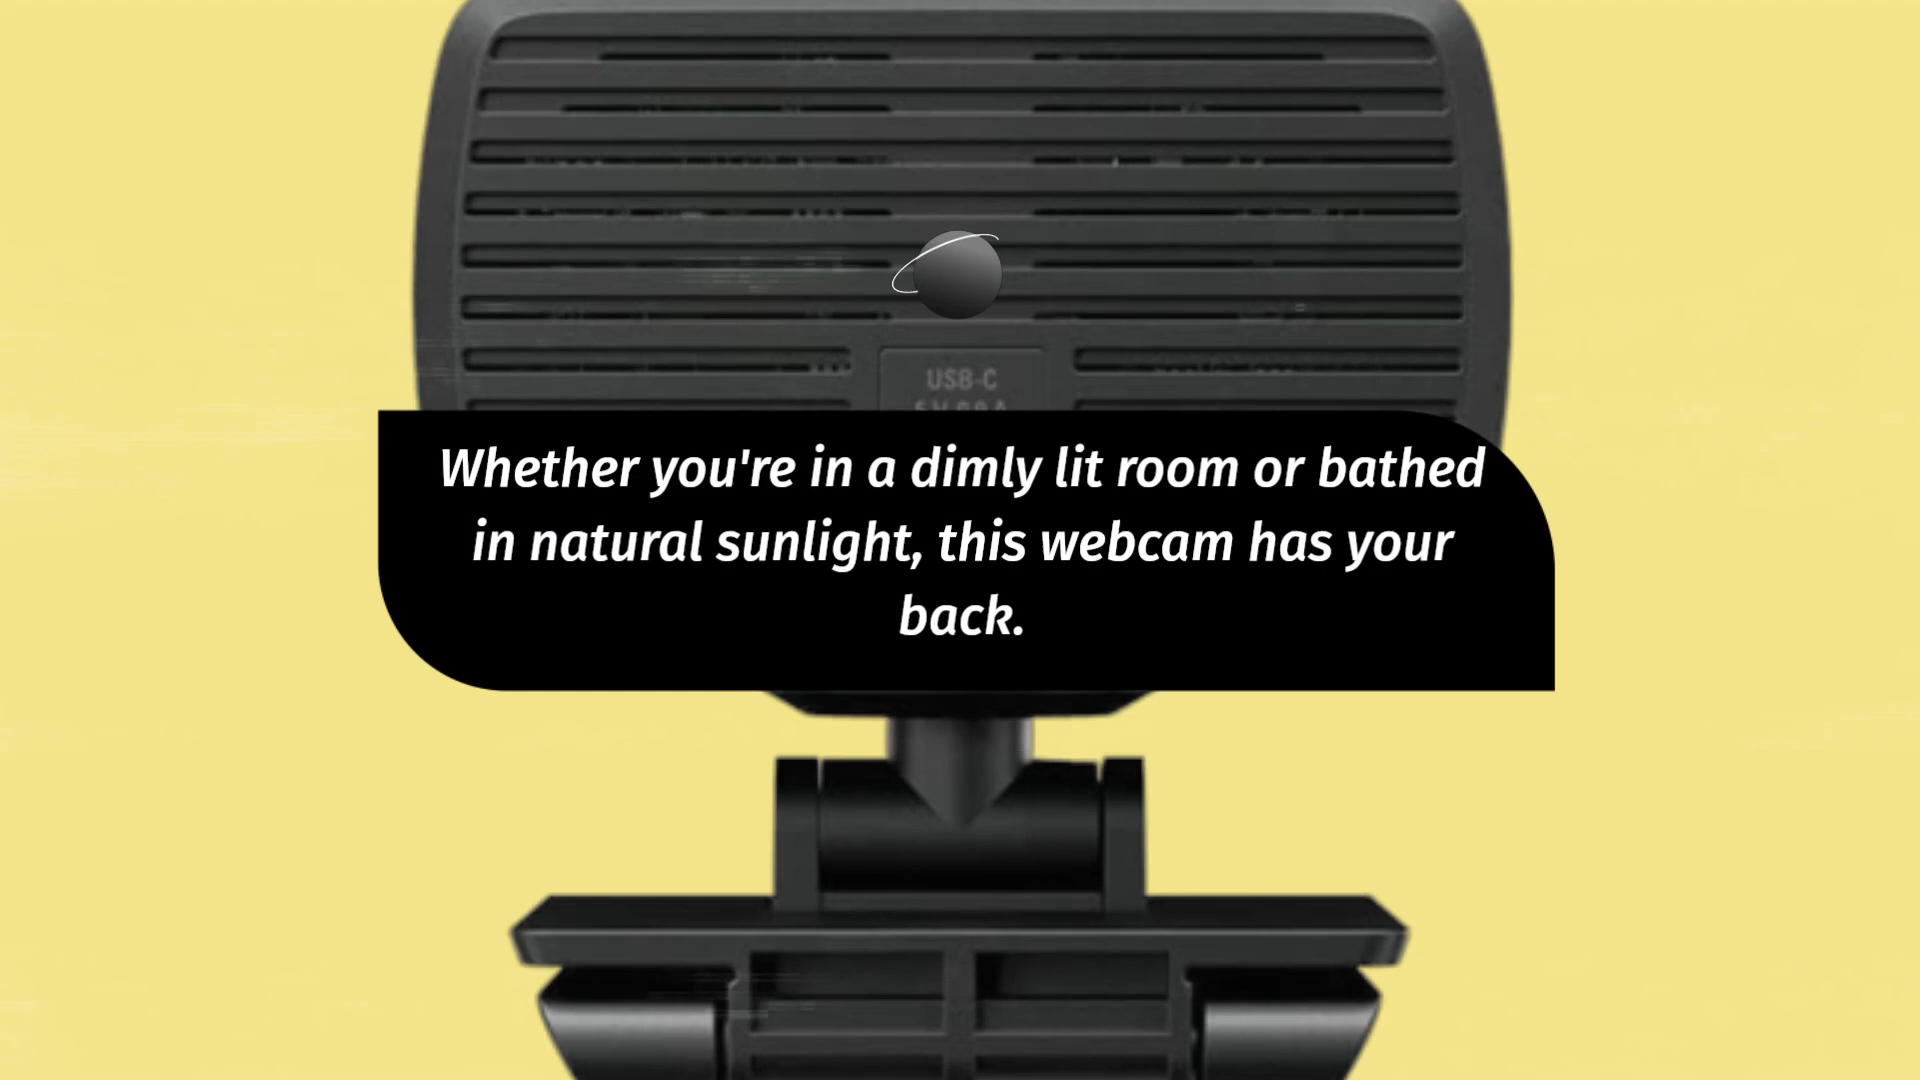 USB-C
Whether you're in a dimly lit room or bathed
in natural sunlight, this webcam has your
back.